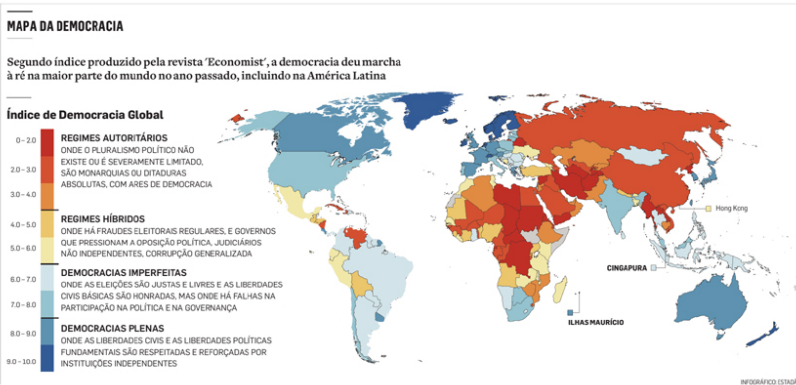 MAPA DA DEMOCRACIA
Segundo índice produzido pela revista 'Economist', a democracia deu marcha
à ré na maior parte do mundo no ano passado, incluindo na América Latina
Índice de Democracia Global
0 – 2.0
2.0 – 3.0
3.0 – 4.0
REGIMES AUTORITÁRIOS
ONDE O PLURALISMO POLÍTICO NÃO
EXISTE OU É SEVERAMENTE LIMITADO,
SÃO MONARQUIAS OU DITADURAS
ABSOLUTAS, COM ARES DE DEMOCRACIA
4.0 – 5.0
5.0 – 6.0
REGIMES HÍBRIDOS
ONDE HÁ FRAUDES ELEITORAIS REGULARES, E GOVERNOS
QUE PRESSIONAM A OPOSIÇÃO POLÍTICA, JUDICIÁRIOS
NÃO INDEPENDENTES, CORRUPÇÃO GENERALIZADA
6.0 – 7.0
7.0 – 8.0
DEMOCRACIAS IMPERFEITAS
ONDE AS ELEIÇÕES SÃO JUSTAS E LIVRES E AS LIBERDADES
CIVIS BÁSICAS SÃO HONRADAS, MAS ONDE HÁ FALHAS NA
PARTICIPAÇÃO NA POLÍTICA E NA GOVERNANÇA
8.0 – 9.0
9.0 – 10.0
DEMOCRACIAS PLENAS
ONDE AS LIBERDADES CIVIS E AS LIBERDADES POLÍTICAS
FUNDAMENTAIS SÃO RESPEITADAS E REFORÇADAS POR
INSTITUIÇÕES INDEPENDENTES
Hong Kong
CINGAPURA
ILHAS MAURÍCIO
INFOGRÁFICO: ESTADÃ